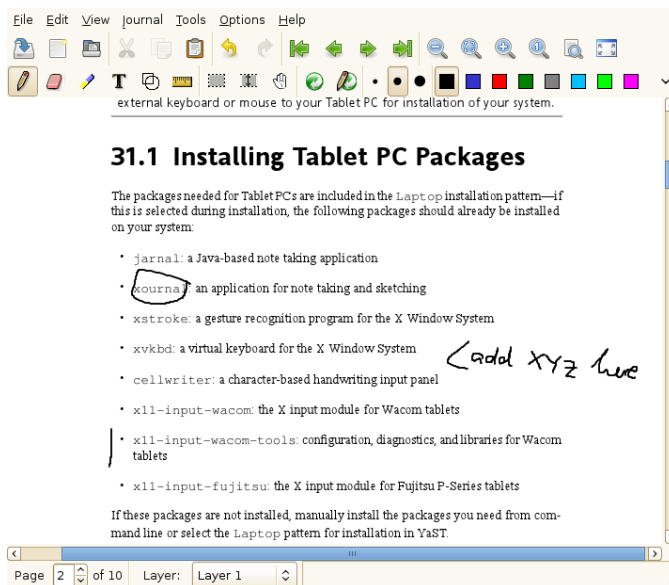 File Edit View Journal Tools Options Help
T
external keyboard or mouse to your Tablet PC for installation of your system.
31.1 Installing Tablet PC Packages
The packages needed for Tablet PCs are included in the Laptop installation pattern—if
this is selected during installation, the following packages should already be installed
on your system:
• jarnal: a Java-based note taking application
• xournal: an application for note taking and sketching
• xstroke: a gesture recognition program for the X Window System
• xvkbd: a virtual keyboard for the X Window System
<add XYZ here
• cellwriter: a character-based handwriting input panel
• x11-input-wacom: the X input module for Wacom tablets
• x11-input-wacom-tools: configuration, diagnostics, and libraries for Wacom
tablets
• x11-input-fujitsu: the X input module for Fujitsu P-Series tablets
If these packages are not installed, manually install the packages you need from com-
mand line or select the Laptop pattern for installation in YaST.
Page 2 of 10 Layer: Layer 1